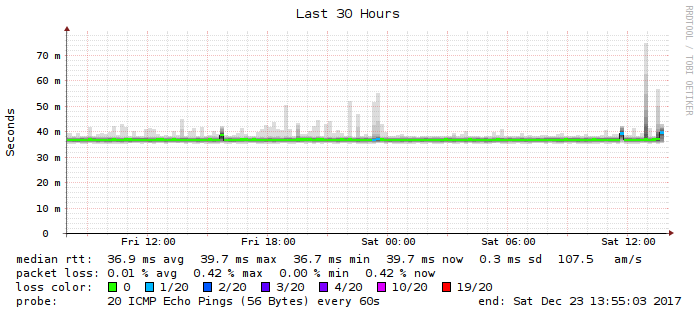 Last 30 Hours
RRDTOOL / TOBI OETIKER
Seconds
70 m
60 m
50 m
40 m
30 m
20 m
10 m
0
Fri 12:00 Fri 18:00 Sat 00:00 Sat 06:00 Sat 12:00
median rtt: 36.9 ms avg 39.7 ms max 36.7 ms min 39.7 ms now 0.3 ms sd 107.5 am/s
packet loss: 0.01 % avg 0.42 % max 0.00 % min 0.42 % now
loss color: 0 1/20 2/20 3/20 4/20 10/20 19/20
probe: 20 ICMP Echo Pings (56 Bytes) every 60s end: Sat Dec 23 13:55:03 2017